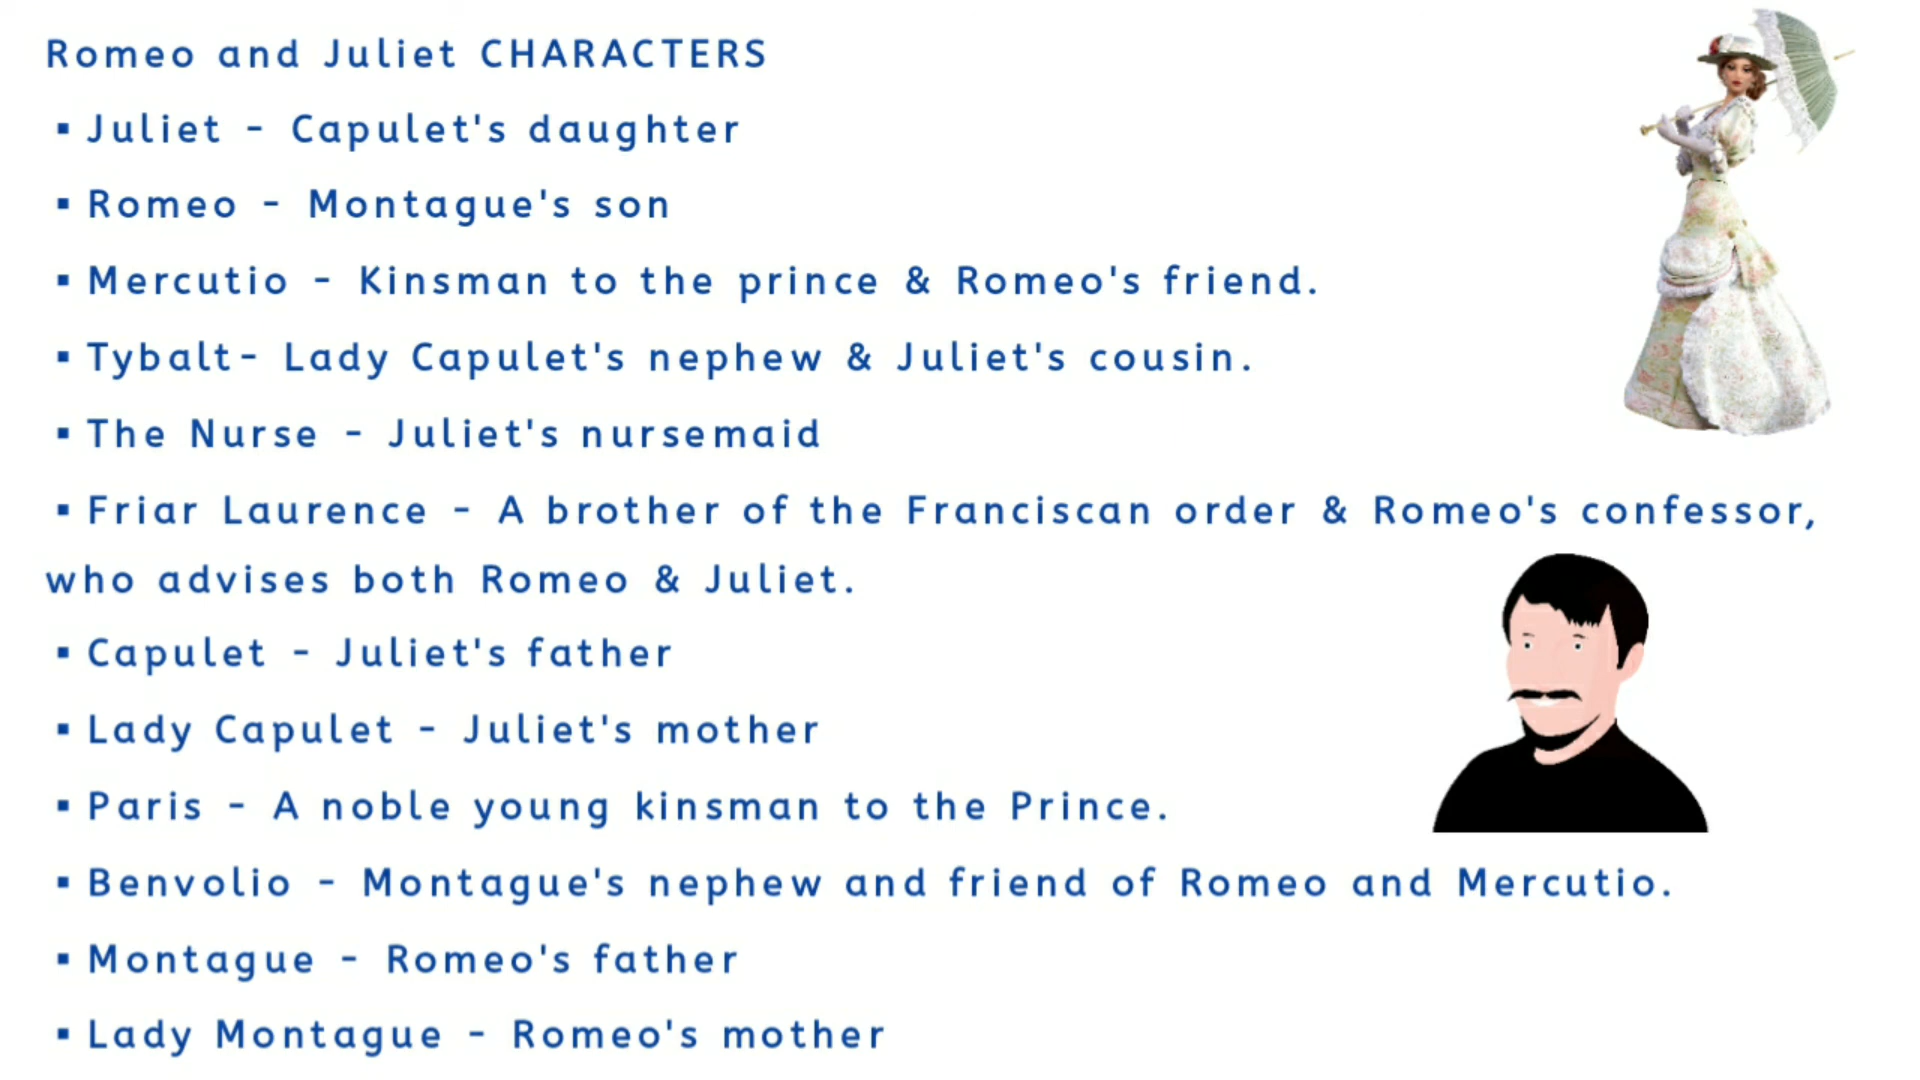 Romeo and Juliet CHARACTERS
▪ Juliet - Capulet's daughter
▪ Romeo - Montague's son
▪ Mercutio - Kinsman to the prince & Romeo's friend.
▪ Tybalt- Lady Capulet's nephew & Juliet's cousin.
▪ The Nurse - Juliet's nursemaid
▪ Friar Laurence - A brother of the Franciscan order & Romeo's confessor,
who advises both Romeo & Juliet.
▪ Capulet - Juliet's father
▪ Lady Capulet - Juliet's mother
▪ Paris - A noble young kinsman to the Prince.
▪ Benvolio - Montague's nephew and friend of Romeo and Mercutio.
▪ Montague - Romeo's father
▪ Lady Montague - Romeo's mother